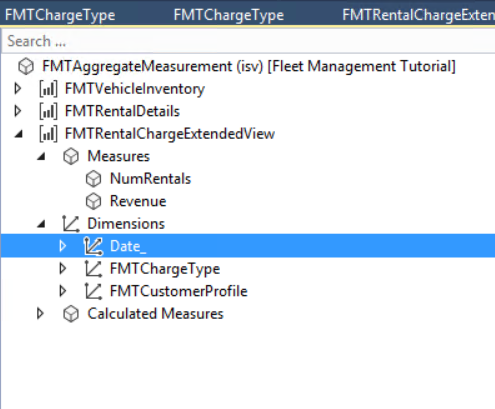 FMTChargeType FMTChargeType FMTRentalChargeExten
Search ...
FMTAggregateMeasurement (isv) [Fleet Management Tutorial]
FMTVehicleInventory
FMTRentalDetails
FMTRentalChargeExtendedView
Measures
NumRentals
Revenue
Dimensions
Date_
FMTChargeType
FMTCustomerProfile
Calculated Measures